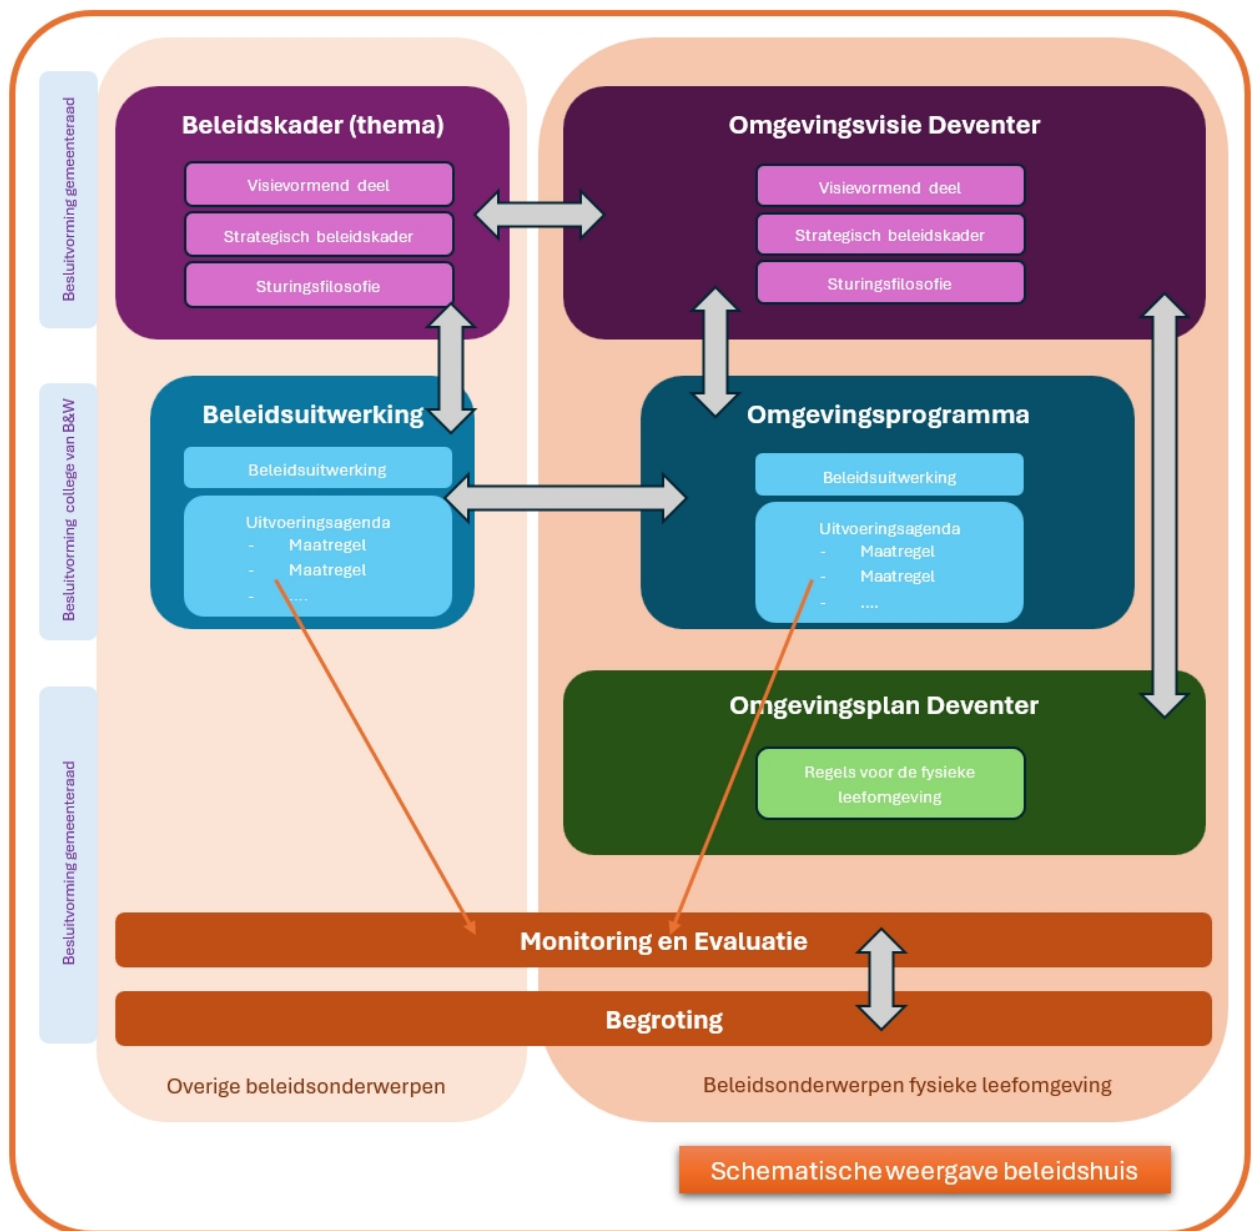 Besluitvorming gemeenteraad
Beleidskader (thema)
Visievormend deel
Strategisch beleidskader
Sturingsfilosofie
Omgevingsvisie Deventer
Visievormend deel
Strategisch beleidskader
Sturingsfilosofie
Besluitvorming college van B&W
Beleidsuitwerking
Beleidsuitwerking
Uitvoeringsagenda
- Maatregel
- Maatregel
- ....
Omgevingsprogramma
Beleidsuitwerking
Uitvoeringsagenda
- Maatregel
- Maatregel
- ....
Besluitvorming gemeenteraad
Omgevingsplan Deventer
Regels voor de fysieke
leefomgeving
Monitoring en Evaluatie
Begroting
Overige beleidsonderwerpen
Beleidsonderwerpen fysieke leefomgeving
Schematische weergave beleidshuis